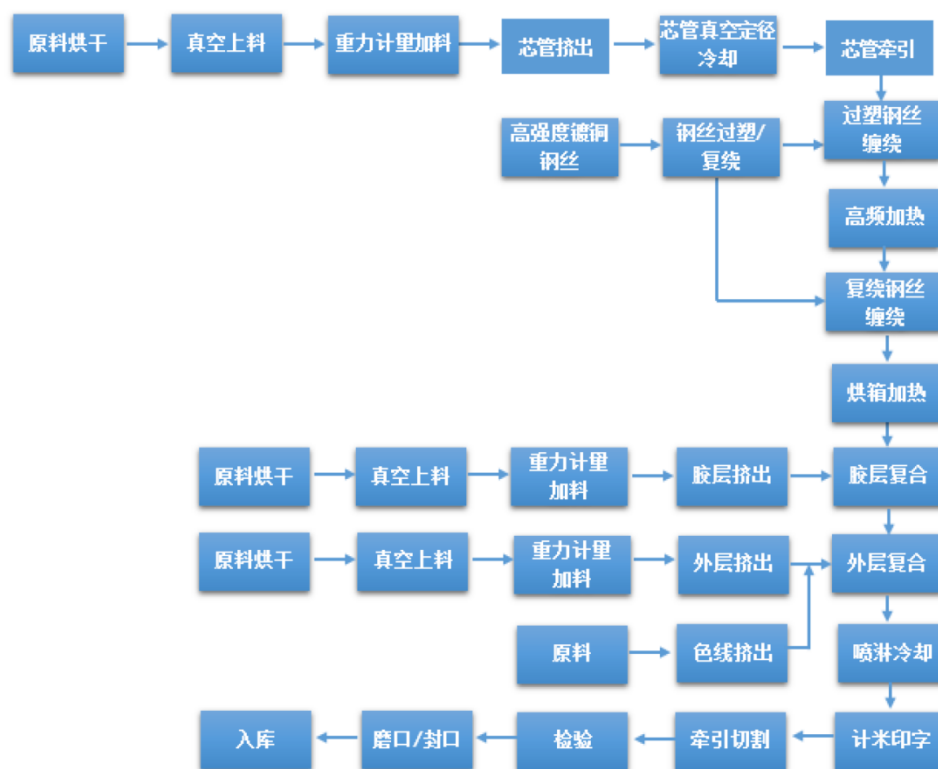 原料烘干
真空上料
重力计量加料
芯管挤出
芯管真空定径
冷却
芯管牵引
高强度镀铜
钢丝
钢丝过塑/
复绕
过塑钢丝
缠绕
高频加热
复绕钢丝
缠绕
烘箱加热
原料烘干
真空上料
重力计量
加料
胶层挤出
胶层复合
原料烘干
真空上料
重力计量
加料
外层挤出
外层复合
原料
色线挤出
喷淋冷却
入库
磨口/封口
检验
牵引切割
计米印字